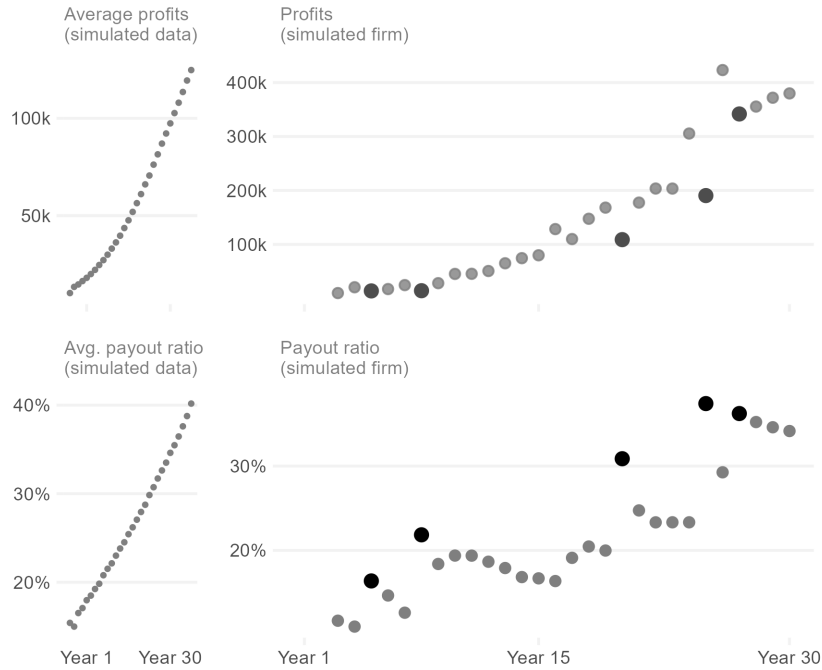 Average profits
(simulated data)
100k
50k
Profits
(simulated firm)
400k
300k
200k
100k
Avg. payout ratio
(simulated data)
40%
30%
20%
Year 1
Year 30
Payout ratio
(simulated firm)
30%
20%
Year 1
Year 15
Year 30